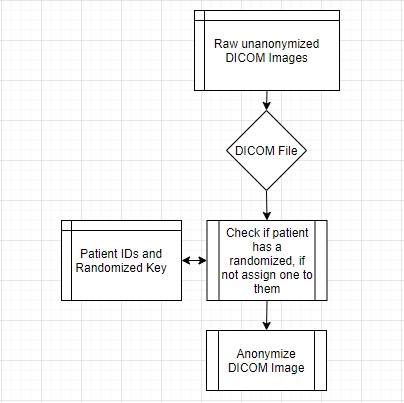 Raw unanonymized
DICOM Images
DICOM File
Check if patient
has a
randomized, if
not assign one to
them
Patient IDs and
Randomized Key
Anonymize
DICOM Image